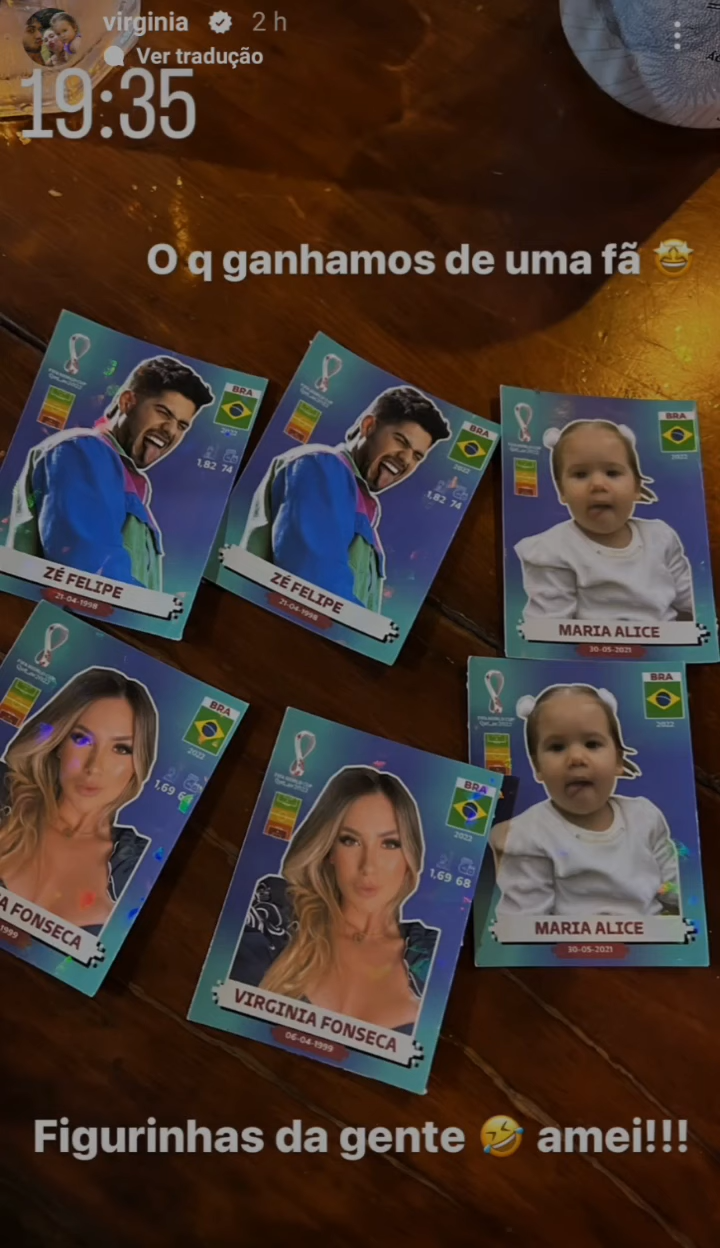 virginia 2 h
Ver tradução
19:35
O q ganhamos de uma fã 🤩
BRA
1,82 74
ZÉ FELIPE
21-04-1998
BRA
2022
1,82 74
ZÉ FELIPE
21-04-1998
BRA
2022
MARIA ALICE
30-05-2021
BRA
2022
1,69 68
A FONSECA
1999
BRA
2022
1,69 68
VIRGINIA FONSECA
06-04-1999
BRA
2022
MARIA ALICE
30-05-2021
Figurinhas da gente 🤣 amei!!!